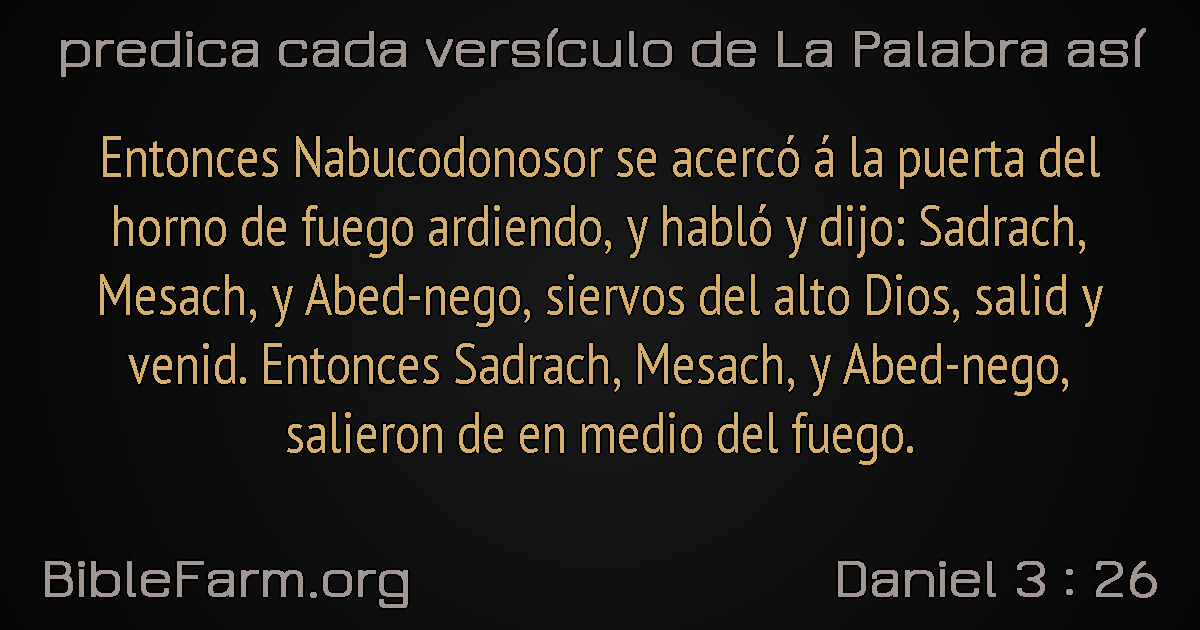 predica cada versículo de La Palabra así
Entonces Nabucodonosor se acercó á la puerta del
horno de fuego ardiendo, y habló y dijo: Sadrach,
Mesach, y Abed-nego, siervos del alto Dios, salid y
venid. Entonces Sadrach, Mesach, y Abed-nego,
salieron de en medio del fuego.
BibleFarm.org
Daniel 3 : 26